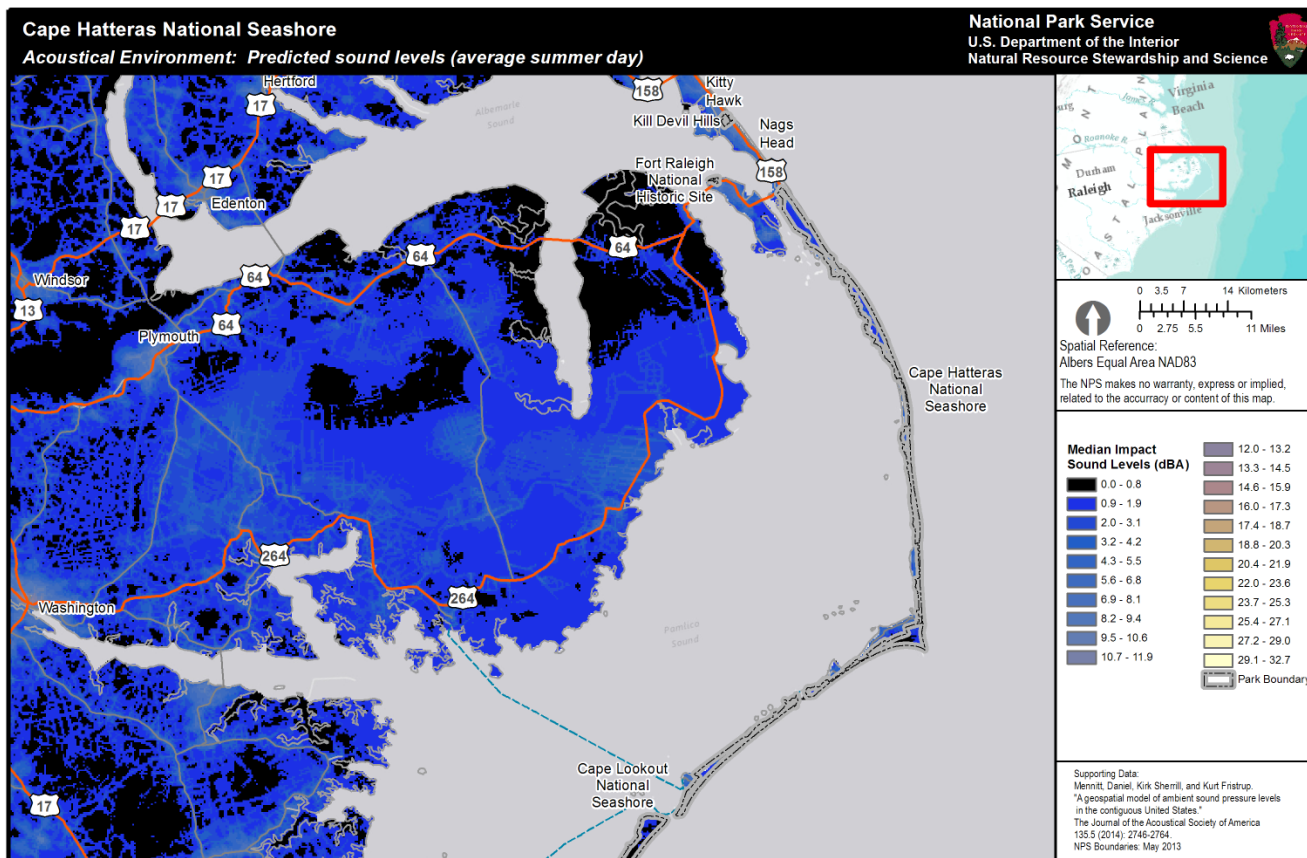 Cape Hatteras National Seashore
Acoustical Environment: Predicted sound levels (average summer day)
National Park Service
U.S. Department of the Interior
Natural Resource Stewardship and Science
Hertford
17
17
17
17
Edenton
Albemarle
Sound
158
Kitty
Hawk
Kill Devil Hills
Nags
Head
158
Fort Raleigh
National
Historic Site
64
64
64
64
Windsor
13
Plymouth
Cape Hatteras
National
Seashore
264
264
Washington
Pamlico
Sound
Cape Lookout
National
Seashore
17
Virginia
Beach
James R.
Roanoke R.
Durham
Raleigh
Jacksonville
0 3.5 7 14 Kilometers
0 2.75 5.5 11 Miles
Spatial Reference:
Albers Equal Area NAD83
The NPS makes no warranty, express or implied,
related to the accurracy or content of this map.
Median Impact
Sound Levels (dBA)
0.0 - 0.8
0.9 - 1.9
2.0 - 3.1
3.2 - 4.2
4.3 - 5.5
5.6 - 6.8
6.9 - 8.1
8.2 - 9.4
9.5 - 10.6
10.7 - 11.9
12.0 - 13.2
13.3 - 14.5
14.6 - 15.9
16.0 - 17.3
17.4 - 18.7
18.8 - 20.3
20.4 - 21.9
22.0 - 23.6
23.7 - 25.3
25.4 - 27.1
27.2 - 29.0
29.1 - 32.7
Park Boundary
Supporting Data:
Mennitt, Daniel, Kirk Sherrill, and Kurt Fristrup.
"A geospatial model of ambient sound pressure levels
in the contiguous United States."
The Journal of the Acoustical Society of America
135.5 (2014): 2746-2764.
NPS Boundaries: May 2013